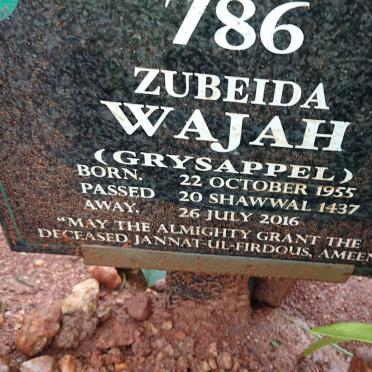 786
ZUBEIDA
WAJAH
(GRYSAPPEL)
BORN. 22 OCTOBER 1955
PASSED 20 SHAWWAL 1437
AWAY. 26 JULY 2016
"MAY THE ALMIGHTY GRANT THE
DECEASED JANNAT-UL-FIRDOUS, AMEEN